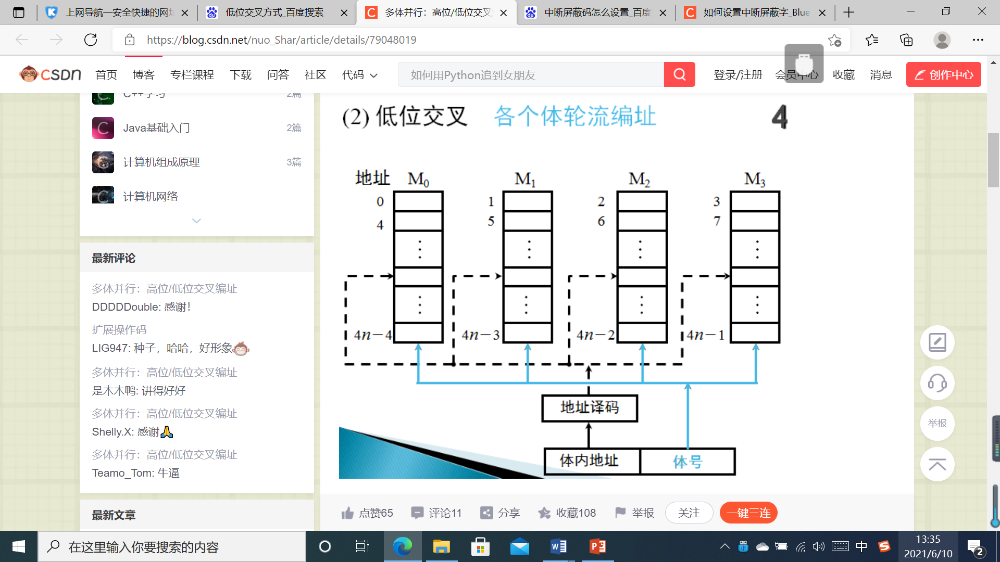 上网导航—安全快捷的网址
低位交叉方式_百度搜索
多体并行：高位/低位交叉
中断屏蔽码怎么设置_百度
如何设置中断屏蔽字_Blue_
https://blog.csdn.net/nuo_Shar/article/details/79048019
CSDN 首页 博客 专栏课程 下载 问答 社区 代码 如何用Python追到女朋友 登录/注册 会员中心 收藏 消息 创作中心
C++学习 2篇
Java基础入门 2篇
计算机组成原理 3篇
计算机网络
最新评论
多体并行：高位/低位交叉编址
DDDDDouble: 感谢！
扩展操作码
LIG947: 种子，哈哈，好形象
多体并行：高位/低位交叉编址
是木木鸭: 讲得好好
多体并行：高位/低位交叉编址
Shelly.X: 感谢🙏
多体并行：高位/低位交叉编址
Teamo_Tom: 牛逼
最新文章
(2) 低位交叉 各个体轮流编址 4
地址 M0 M1 M2 M3
0 1 2 3
4 5 6 7
4n－4 4n－3 4n－2 4n－1
地址译码
体内地址 体号
举报
点赞65 评论11 分享 收藏108 举报 关注 一键三连
在这里输入你要搜索的内容
中
13:35
2021/6/10
2